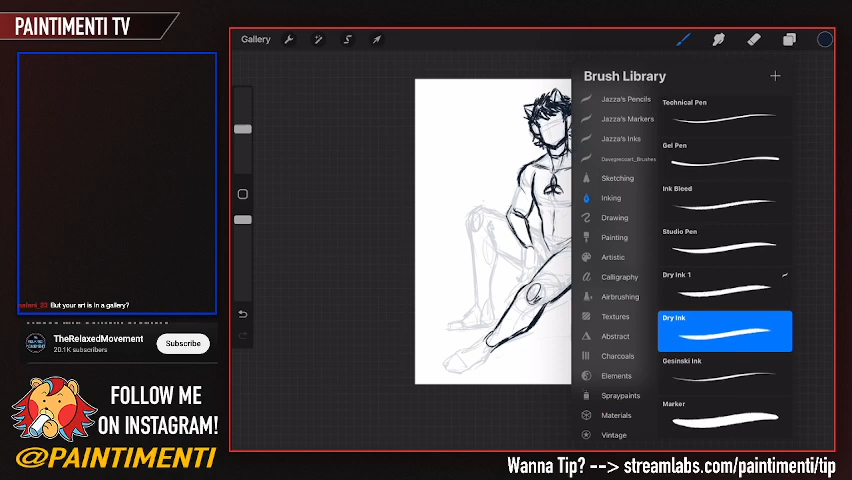 PAINTIMENTI TV
Gallery
Brush Library
Jazza's Pencils
Jazza's Markers
Jazza's Inks
Davegrecoart_Brushes
Sketching
Inking
Drawing
Painting
Artistic
Calligraphy
Airbrushing
Textures
Abstract
Charcoals
Elements
Spraypaints
Materials
Vintage
Technical Pen
Gel Pen
Ink Bleed
Studio Pen
Dry Ink 1
Dry Ink
Gesinski Ink
Marker
But your art is in a gallery?
TheRelaxedMovement
20.1K subscribers
Subscribe
FOLLOW ME
ON INSTAGRAM!
@PAINTIMENTI
Wanna Tip? --> streamlabs.com/paintimenti/tip